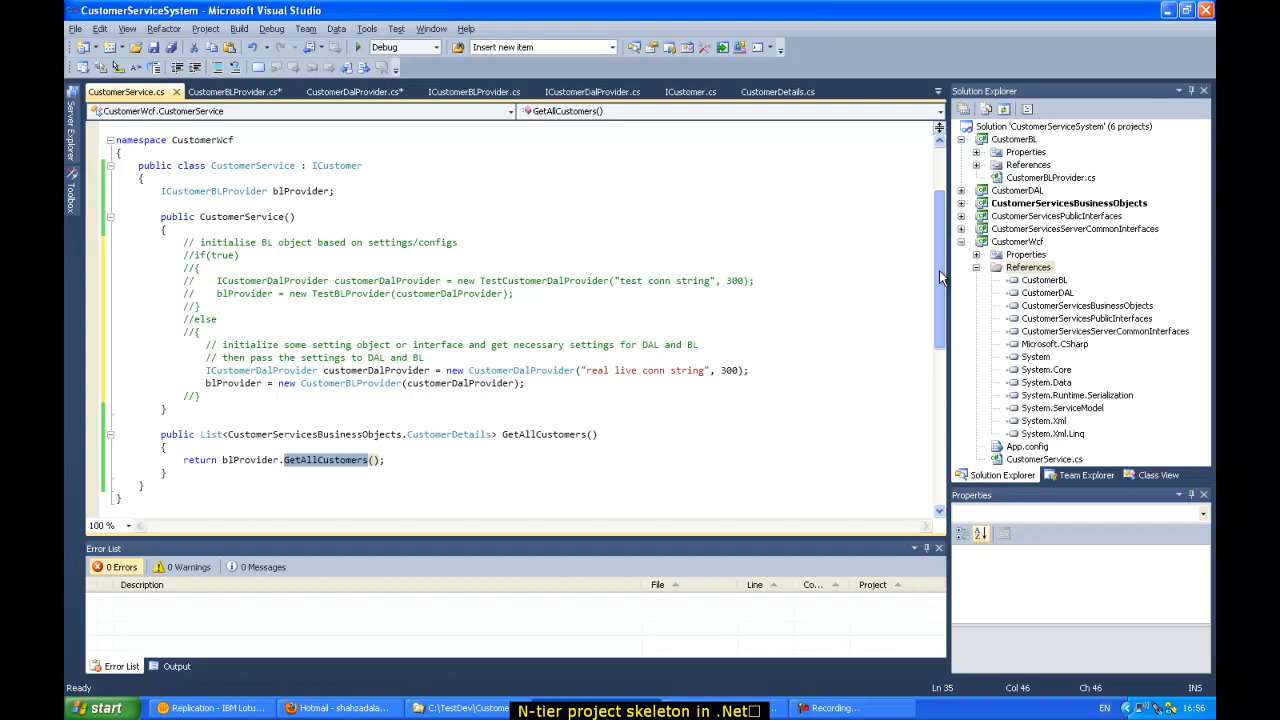 CustomerServiceSystem - Microsoft Visual Studio
File Edit View Refactor Project Build Debug Team Data Tools Test Window Help
Debug Insert new item
CustomerService.cs CustomerBLProvider.cs* CustomerDalProvider.cs* ICustomerBLProvider.cs ICustomerDalProvider.cs ICustomer.cs CustomerDetails.cs
CustomerWcf.CustomerService GetAllCustomers()
Server Explorer
Toolbox
namespace CustomerWcf
{
public class CustomerService : ICustomer
{
ICustomerBLProvider blProvider;
public CustomerService()
{
// initialise BL object based on settings/configs
//if(true)
//{
// ICustomerDalProvider customerDalProvider = new TestCustomerDalProvider("test conn string", 300);
// blProvider = new TestBLProvider(customerDalProvider);
//}
//else
//{
// initialize some setting object or interface and get necessary settings for DAL and BL
// then pass the settings to DAL and BL
ICustomerDalProvider customerDalProvider = new CustomerDalProvider("real live conn string", 300);
blProvider = new CustomerBLProvider(customerDalProvider);
//}
}
public List<CustomerServicesBusinessObjects.CustomerDetails> GetAllCustomers()
{
return blProvider.GetAllCustomers();
}
}
}
100 %
Solution Explorer
Solution 'CustomerServiceSystem' (6 projects)
CustomerBL
Properties
References
CustomerBLProvider.cs
CustomerDAL
CustomerServicesBusinessObjects
CustomerServicesPublicInterfaces
CustomerServicesServerCommonInterfaces
CustomerWcf
Properties
References
CustomerBL
CustomerDAL
CustomerServicesBusinessObjects
CustomerServicesPublicInterfaces
CustomerServicesServerCommonInterfaces
Microsoft.CSharp
System
System.Core
System.Data
System.Runtime.Serialization
System.ServiceModel
System.Xml
System.Xml.Linq
App.config
CustomerService.cs
Solution Explorer Team Explorer Class View
Properties
Error List
0 Errors 0 Warnings 0 Messages
Description File Line Co... Project
Error List Output
Ready Ln 35 Col 46 Ch 46 INS
start Replication - IBM Lotu... Hotmail - shahzadala... C:\TestDev\Custome Recording... EN 16:56
N-tier project skeleton in .Net